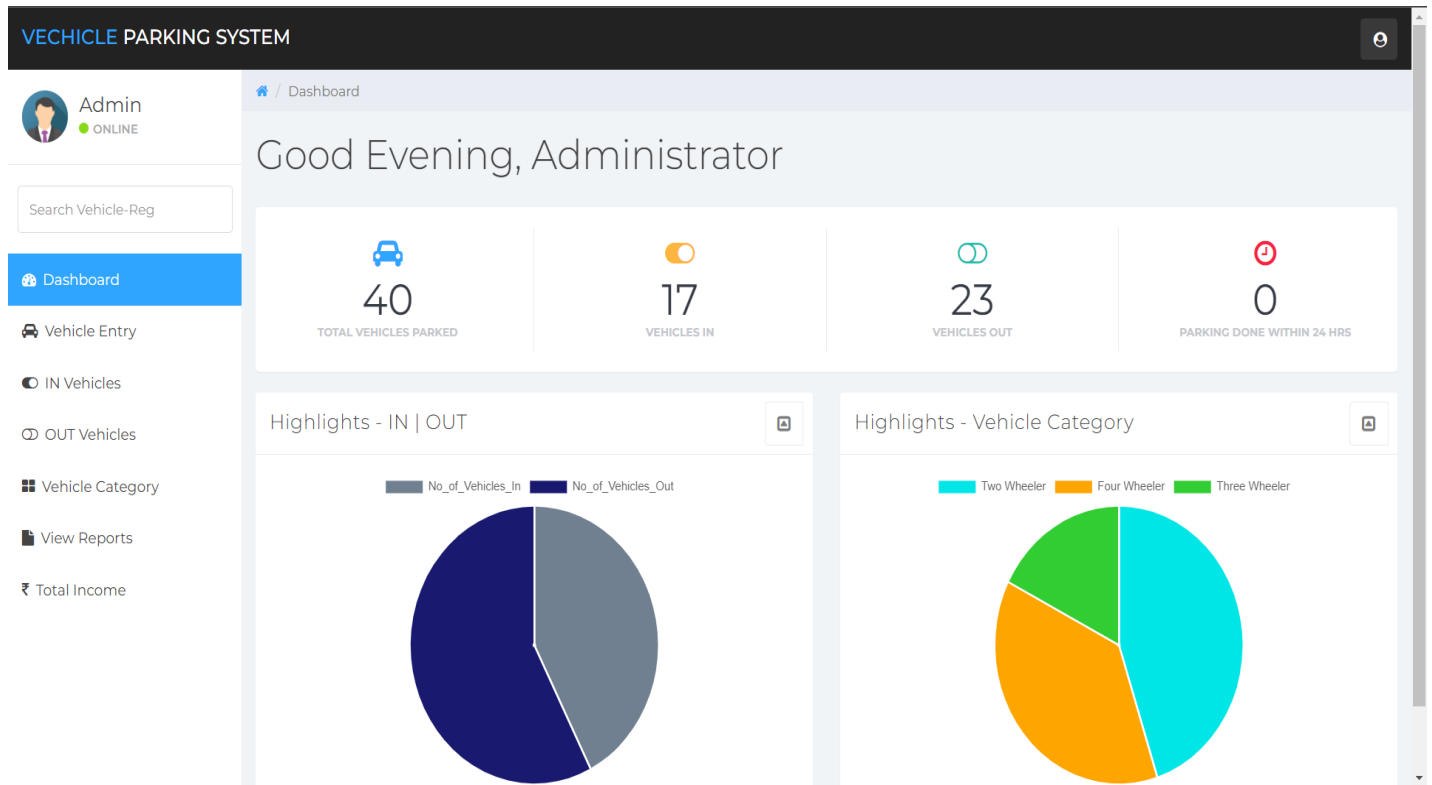 VECHICLE PARKING SYSTEM
Admin
ONLINE
Search Vehicle-Reg
Dashboard
Vehicle Entry
IN Vehicles
OUT Vehicles
Vehicle Category
View Reports
₹ Total Income
/ Dashboard
Good Evening, Administrator
40
TOTAL VEHICLES PARKED
17
VEHICLES IN
23
VEHICLES OUT
0
PARKING DONE WITHIN 24 HRS
Highlights - IN | OUT
No_of_Vehicles_In No_of_Vehicles_Out
Highlights - Vehicle Category
Two Wheeler Four Wheeler Three Wheeler